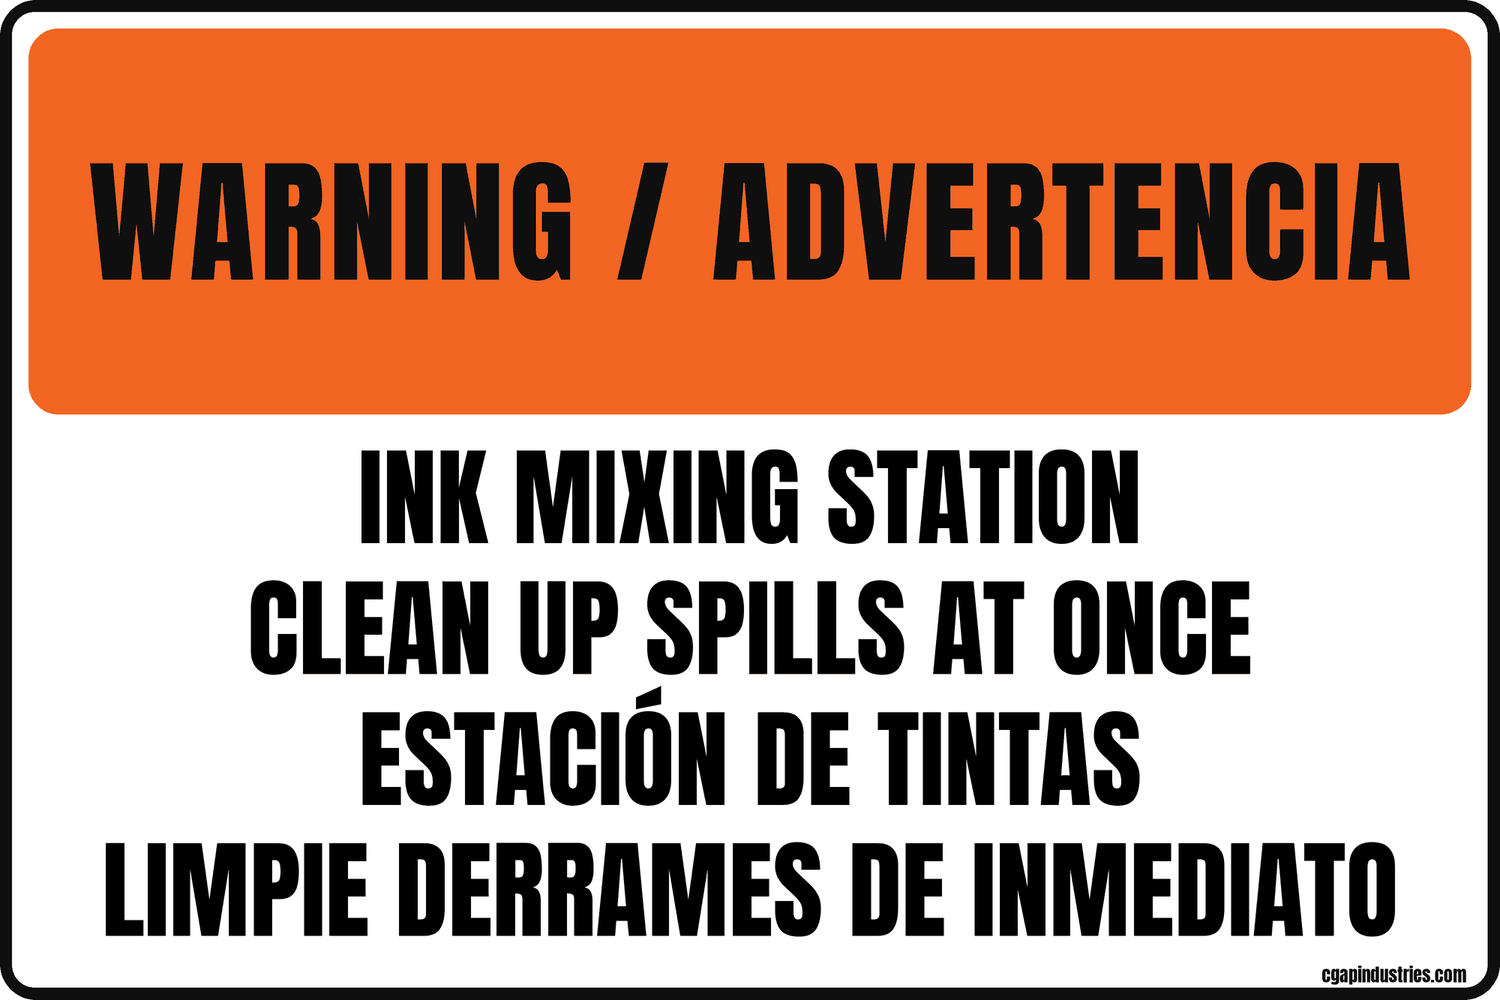 WARNING / ADVERTENCIA
INK MIXING STATION
CLEAN UP SPILLS AT ONCE
ESTACIÓN DE TINTAS
LIMPIE DERRAMES DE INMEDIATO
cgapindustries.com